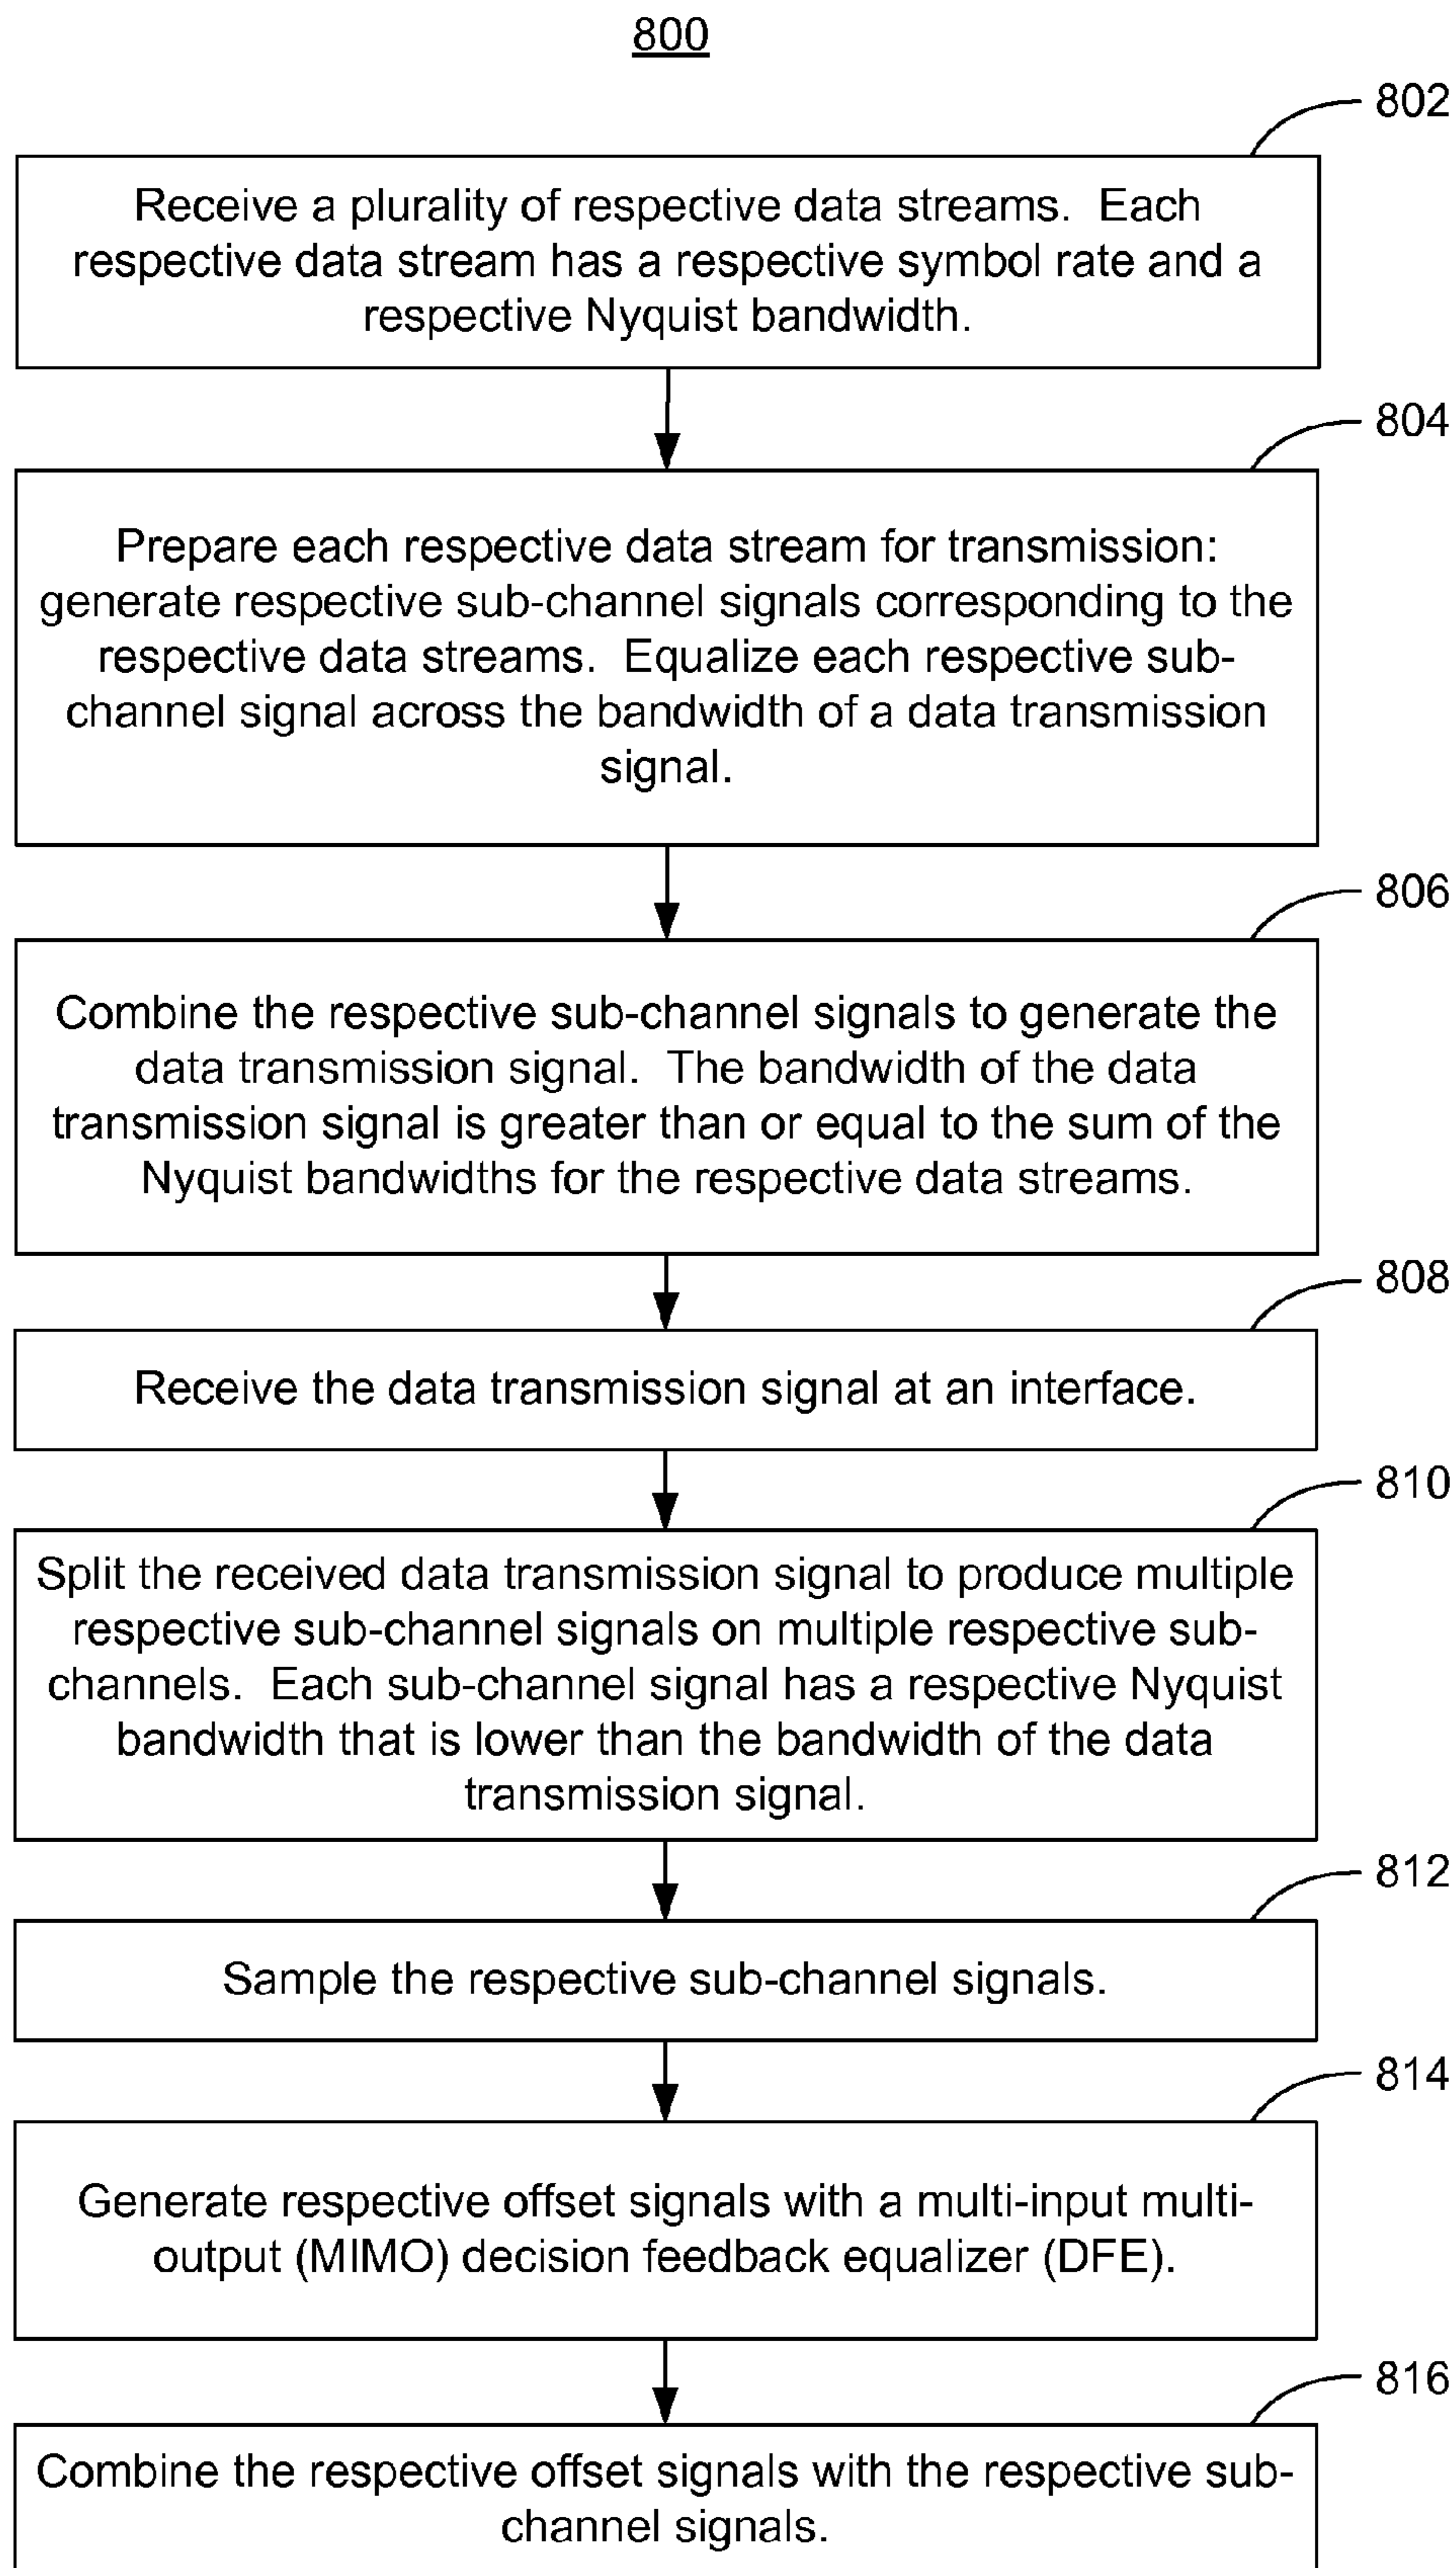 800
802
Receive a plurality of respective data streams.  Each
respective data stream has a respective symbol rate and a
respective Nyquist bandwidth.
804
Prepare each respective data stream for transmission:
generate respective sub-channel signals corresponding to the
respective data streams.  Equalize each respective sub-
channel signal across the bandwidth of a data transmission
signal.
806
Combine the respective sub-channel signals to generate the
data transmission signal.  The bandwidth of the data
transmission signal is greater than or equal to the sum of the
Nyquist bandwidths for the respective data streams.
808
Receive the data transmission signal at an interface.
810
Split the received data transmission signal to produce multiple
respective sub-channel signals on multiple respective sub-
channels.  Each sub-channel signal has a respective Nyquist
bandwidth that is lower than the bandwidth of the data
transmission signal.
812
Sample the respective sub-channel signals.
814
Generate respective offset signals with a multi-input multi-
output (MIMO) decision feedback equalizer (DFE).
816
Combine the respective offset signals with the respective sub-
channel signals.